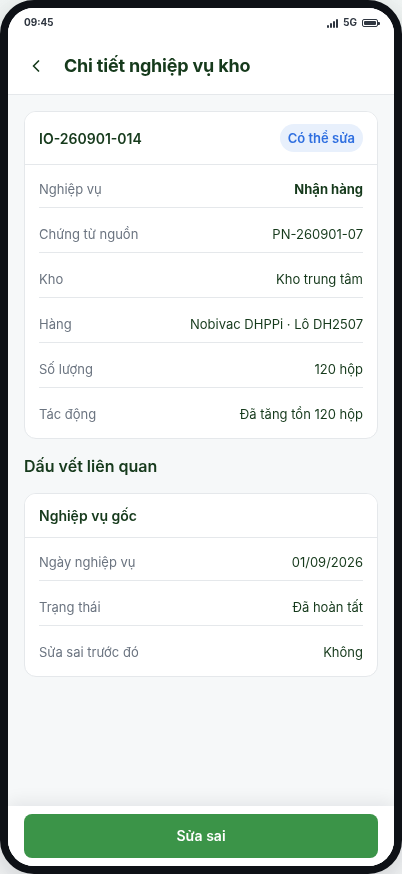 09:45 5G
Chi tiết nghiệp vụ kho
IO-260901-014 Có thể sửa
Nghiệp vụ Nhận hàng
Chứng từ nguồn PN-260901-07
Kho Kho trung tâm
Hàng Nobivac DHPPi · Lô DH2507
Số lượng 120 hộp
Tác động Đã tăng tồn 120 hộp
Dấu vết liên quan
Nghiệp vụ gốc
Ngày nghiệp vụ 01/09/2026
Trạng thái Đã hoàn tất
Sửa sai trước đó Không
Sửa sai